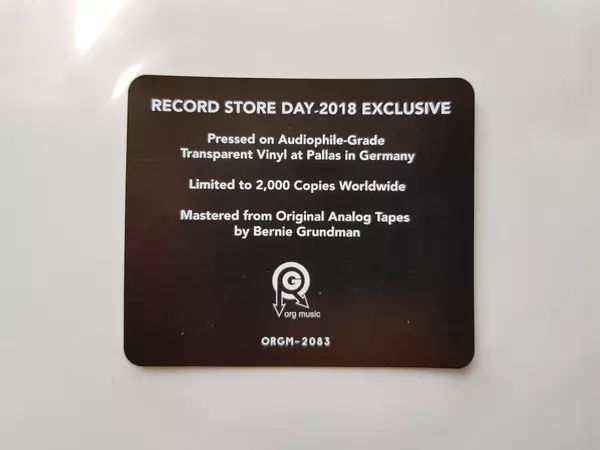 RECORD STORE DAY-2018 EXCLUSIVE
Pressed on Audiophile-Grade
Transparent Vinyl at Pallas in Germany
Limited to 2,000 Copies Worldwide
Mastered from Original Analog Tapes
by Bernie Grundman
RG
org music
ORGM-2083